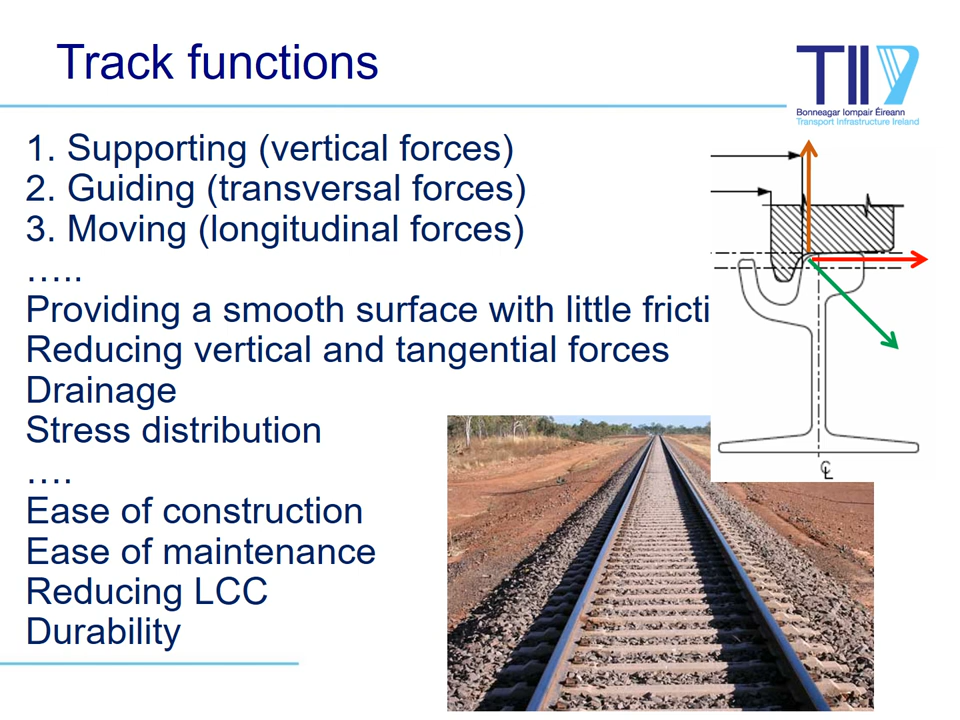 Track functions
TII
Bonneagar Iompair Éireann
Transport Infrastructure Ireland
1. Supporting (vertical forces)
2. Guiding (transversal forces)
3. Moving (longitudinal forces)
…..
Providing a smooth surface with little fricti
Reducing vertical and tangential forces
Drainage
Stress distribution
….
Ease of construction
Ease of maintenance
Reducing LCC
Durability
℄